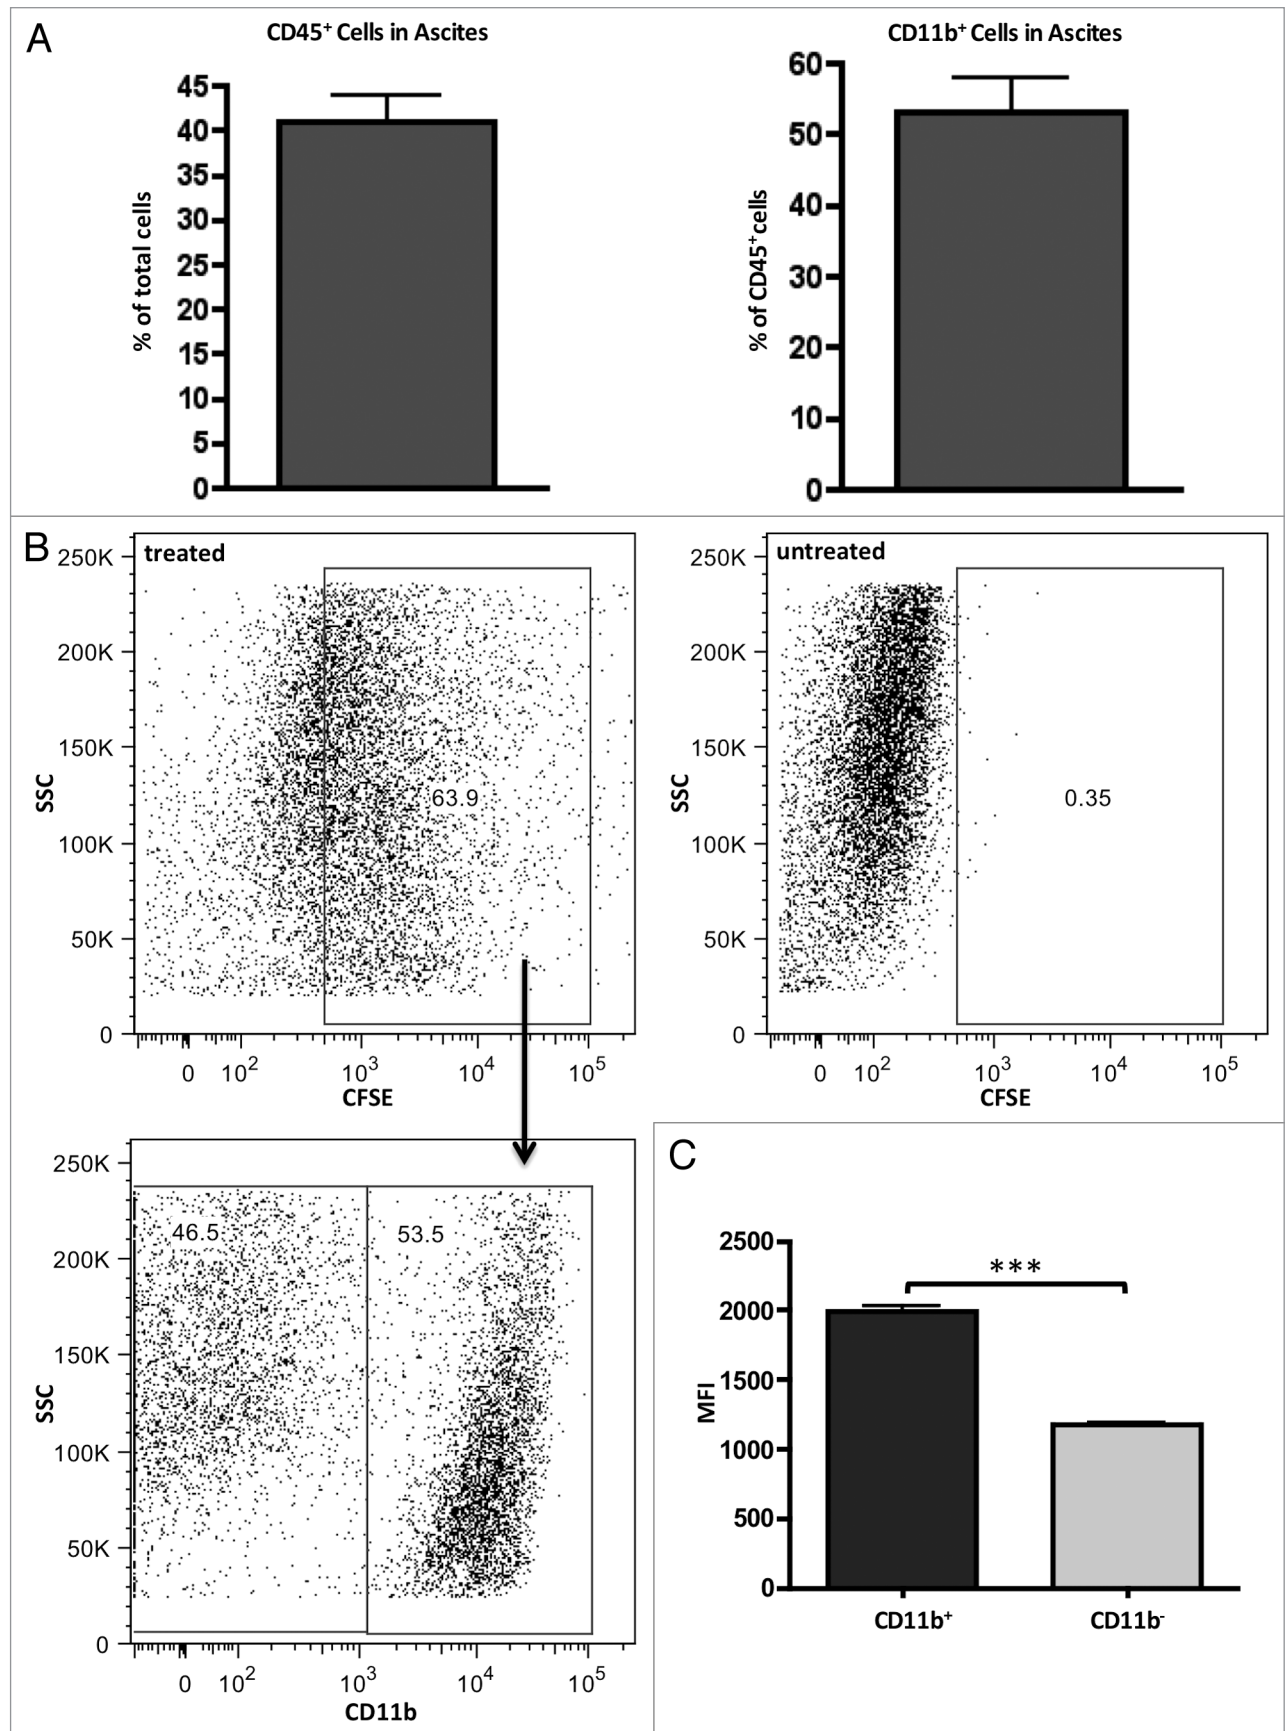 A
CD45⁺ Cells in Ascites
% of total cells
45
40
35
30
25
20
15
10
5
0
CD11b⁺ Cells in Ascites
% of CD45⁺cells
60
50
40
30
20
10
0
B
treated
250K
200K
150K
100K
50K
0
SSC
63.9
0 10² 10³ 10⁴ 10⁵
CFSE
untreated
250K
200K
150K
100K
50K
0
SSC
0.35
0 10² 10³ 10⁴ 10⁵
CFSE
250K
200K
150K
100K
50K
0
SSC
46.5
53.5
0 10² 10³ 10⁴ 10⁵
CD11b
C
2500
2000
1500
1000
500
0
MFI
***
CD11b⁺
CD11b⁻